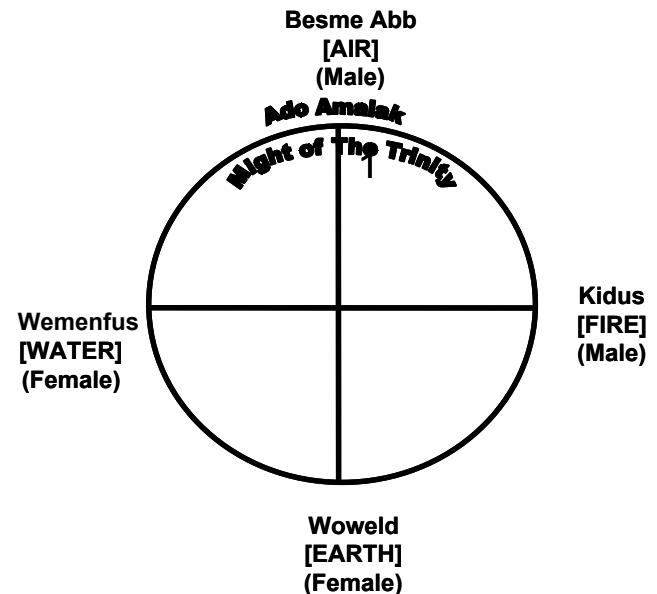 Besme Abb
[AIR]
(Male)
Ado Amalak
Might of The Trinity
1
Kidus
[FIRE]
(Male)
Wemenfus
[WATER]
(Female)
Woweld
[EARTH]
(Female)